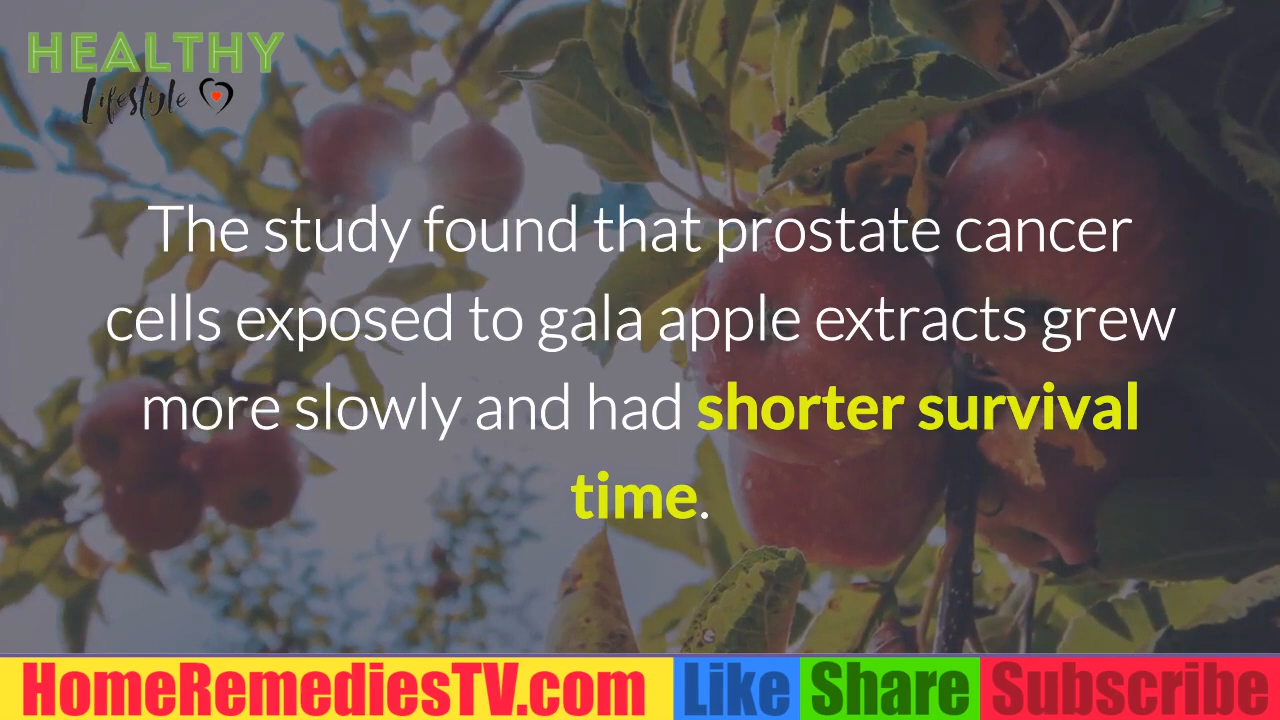 HEALTHY
Lifestyle
The study found that prostate cancer
cells exposed to gala apple extracts grew
more slowly and had shorter survival
time.
HomeRemediesTV.com Like Share Subscribe